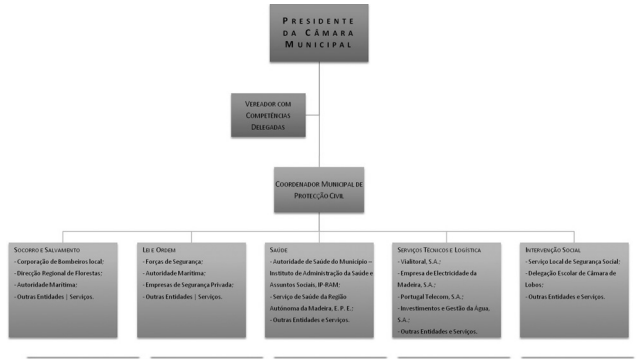 PRESIDENTE
DA CÂMARA
MUNICIPAL
VEREADOR COM
COMPETÊNCIAS
DELEGADAS
COORDENADOR MUNICIPAL DE
PROTECÇÃO CIVIL
SOCORRO E SALVAMENTO
- Corporação de Bombeiros local;
- Direcção Regional de Florestas;
- Autoridade Marítima;
- Outras Entidades | Serviços.
LEI E ORDEM
- Forças de Segurança;
- Autoridade Marítima;
- Empresas de Segurança Privada;
- Outras Entidades | Serviços.
SAÚDE
- Autoridade de Saúde do Município –
Instituto de Administração da Saúde e
Assuntos Sociais, IP-RAM;
- Serviço de Saúde da Região
Autónoma da Madeira, E. P. E.;
- Outras Entidades e Serviços.
SERVIÇOS TÉCNICOS E LOGÍSTICA
- Vialitoral, S.A.;
- Empresa de Electricidade da
Madeira, S.A.;
- Portugal Telecom, S.A.;
- Investimentos e Gestão da Água,
S.A.;
- Outras Entidades e Serviços.
INTERVENÇÃO SOCIAL
- Serviço Local de Segurança Social;
- Delegação Escolar de Câmara de
Lobos;
- Outras Entidades e Serviços.